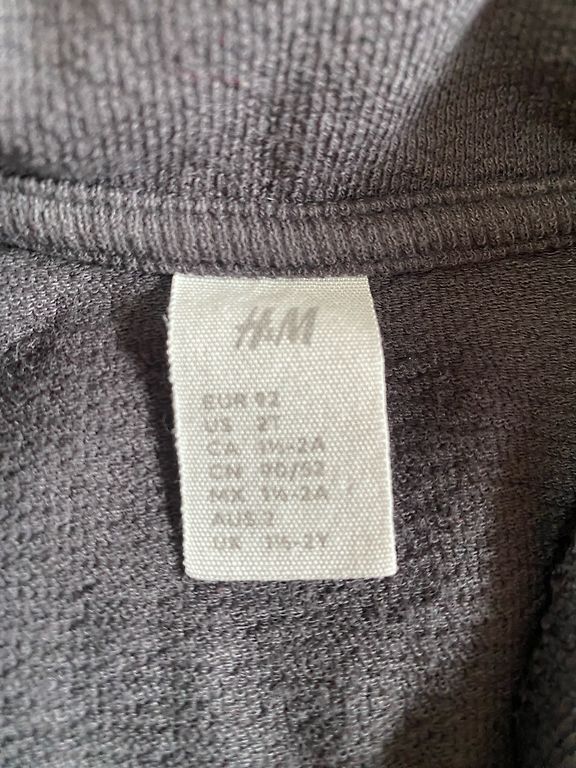 H&M
EUR 92
US 2T
CA 1½-2A
CN 90/52
MX 1½-2A
AUS 2
UK 1½-2Y